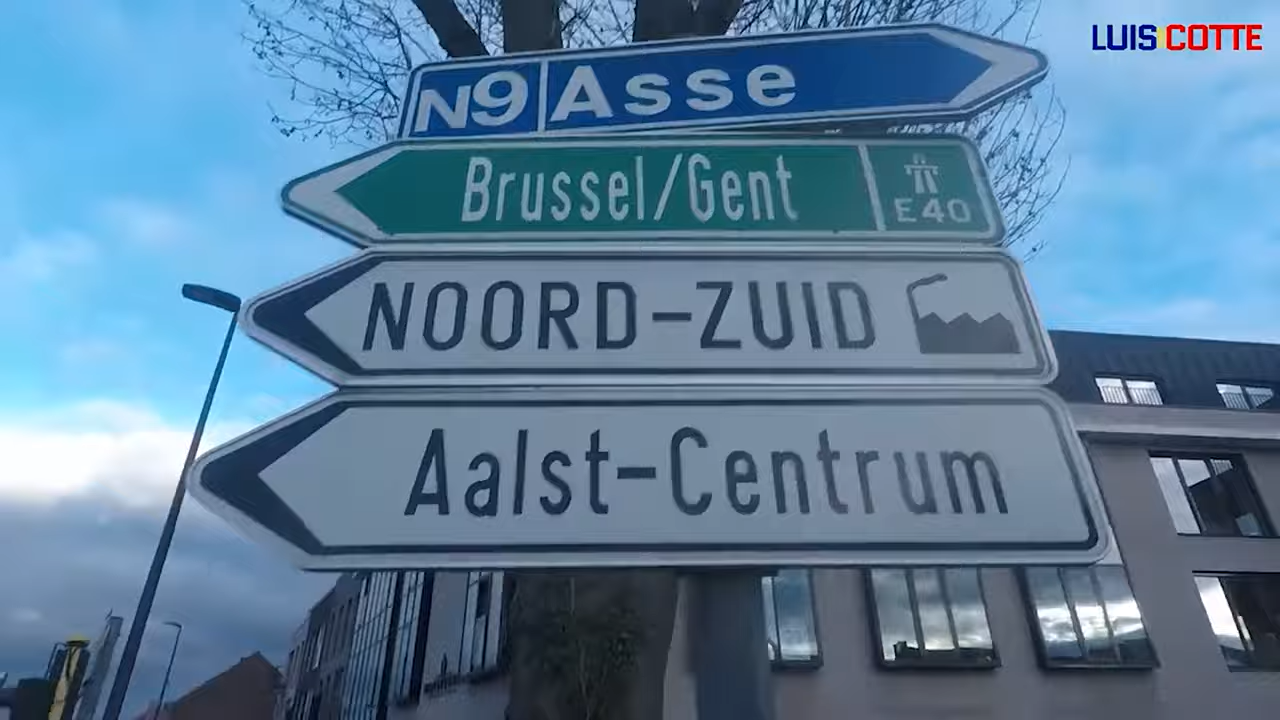 LUIS COTTE
N9 Asse
Brussel/Gent E40
NOORD-ZUID
Aalst-Centrum